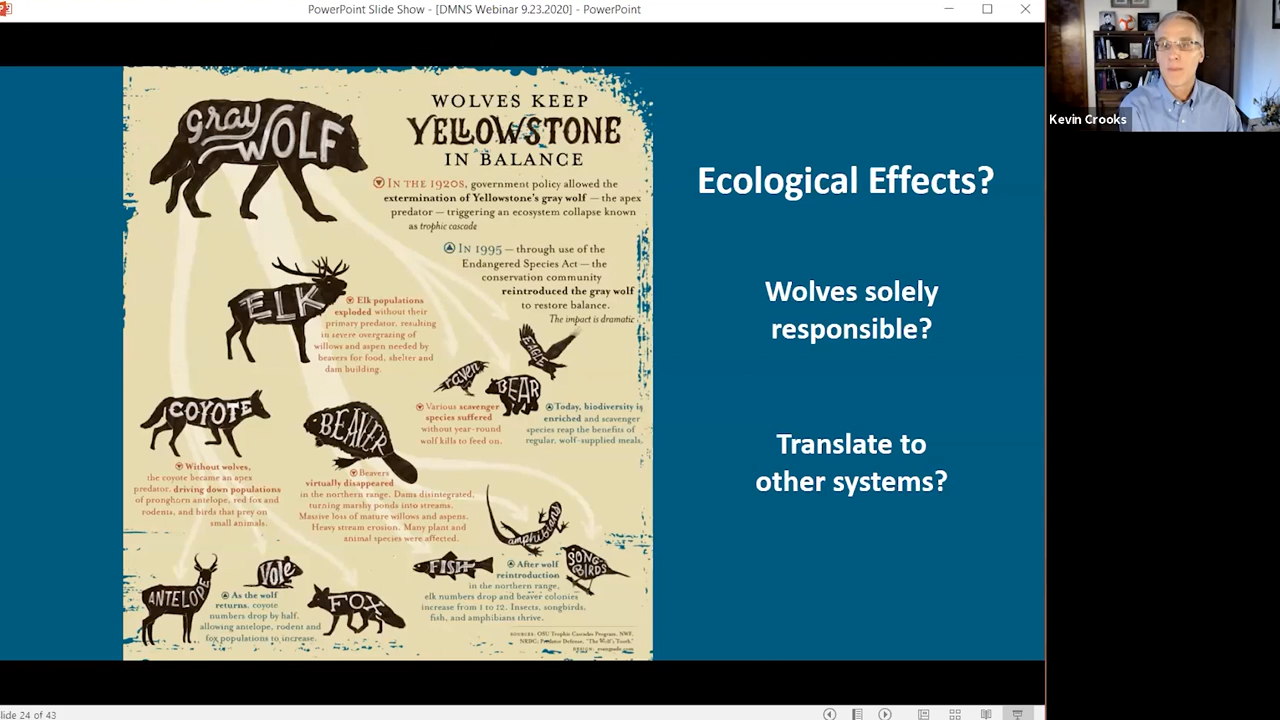 PowerPoint Slide Show - [DMNS Webinar 9.23.2020] - PowerPoint
Kevin Crooks
gray
WOLF
WOLVES KEEP
YELLOWSTONE
IN BALANCE
IN THE 1920s, government policy allowed the
extermination of Yellowstone's gray wolf — the apex
predator — triggering an ecosystem collapse known
as trophic cascade
IN 1995 — through use of the
Endangered Species Act — the
conservation community
reintroduced the gray wolf
to restore balance.
The impact is dramatic
ELK
Elk populations
exploded without their
primary predator, resulting
in severe overgrazing of
willows and aspen needed by
beavers for food, shelter and
dam building.
EAGLE
raven
BEAR
Various scavenger
species suffered
without year-round
wolf kills to feed on.
Today, biodiversity is
enriched and scavenger
species reap the benefits of
regular, wolf-supplied meals.
COYOTE
Without wolves,
the coyote became an apex
predator, driving down populations
of pronghorn antelope, red fox and
rodents, and birds that prey on
small animals.
BEAVER
Beavers
virtually disappeared
in the northern range. Dams disintegrated,
turning marshy ponds into streams.
Massive loss of mature willows and aspens.
Heavy stream erosion. Many plant and
animal species were affected.
amphibians
SONG
BIRDS
FISH
After wolf
reintroduction
in the northern range,
elk numbers drop and beaver colonies
increase from 1 to 12. Insects, songbirds,
fish, and amphibians thrive.
ANTELOPE
Vole
FOX
As the wolf
returns, coyote
numbers drop by half,
allowing antelope, rodent and
fox populations to increase.
SOURCES: OSU Trophic Cascades Program, NWF,
NRDC; Predator Defense, "The Wolf's Tooth."
Ecological Effects?
Wolves solely
responsible?
Translate to
other systems?
lide 24 of 43